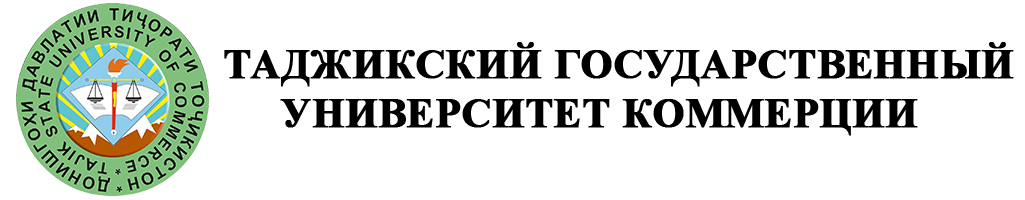 ДОНИШГОҲИ ДАВЛАТИИ ТИҶОРАТИ ТОҶИКИСТОН *
TAJIK STATE UNIVERSITY OF COMMERCE *
ТАДЖИКСКИЙ ГОСУДАРСТВЕННЫЙ
УНИВЕРСИТЕТ КОММЕРЦИИ